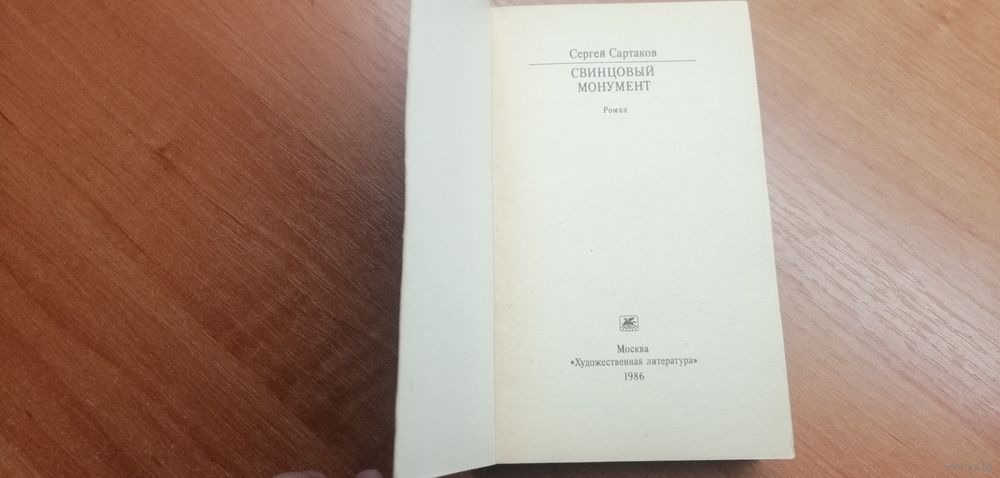 Сергей Сартаков
СВИНЦОВЫЙ
МОНУМЕНТ
Роман
Москва
«Художественная литература»
1986